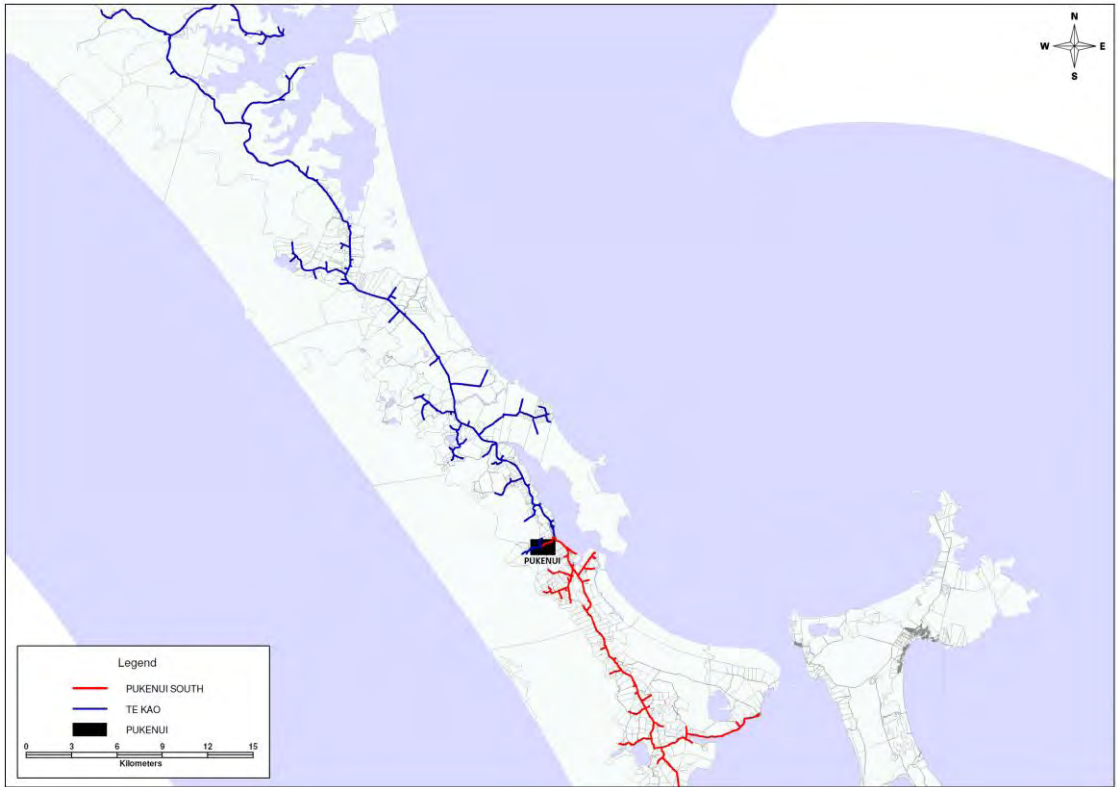 N
W E
S
PUKENUI
Legend
PUKENUI SOUTH
TE KAO
PUKENUI
0 3 6 9 12 15
Kilometers